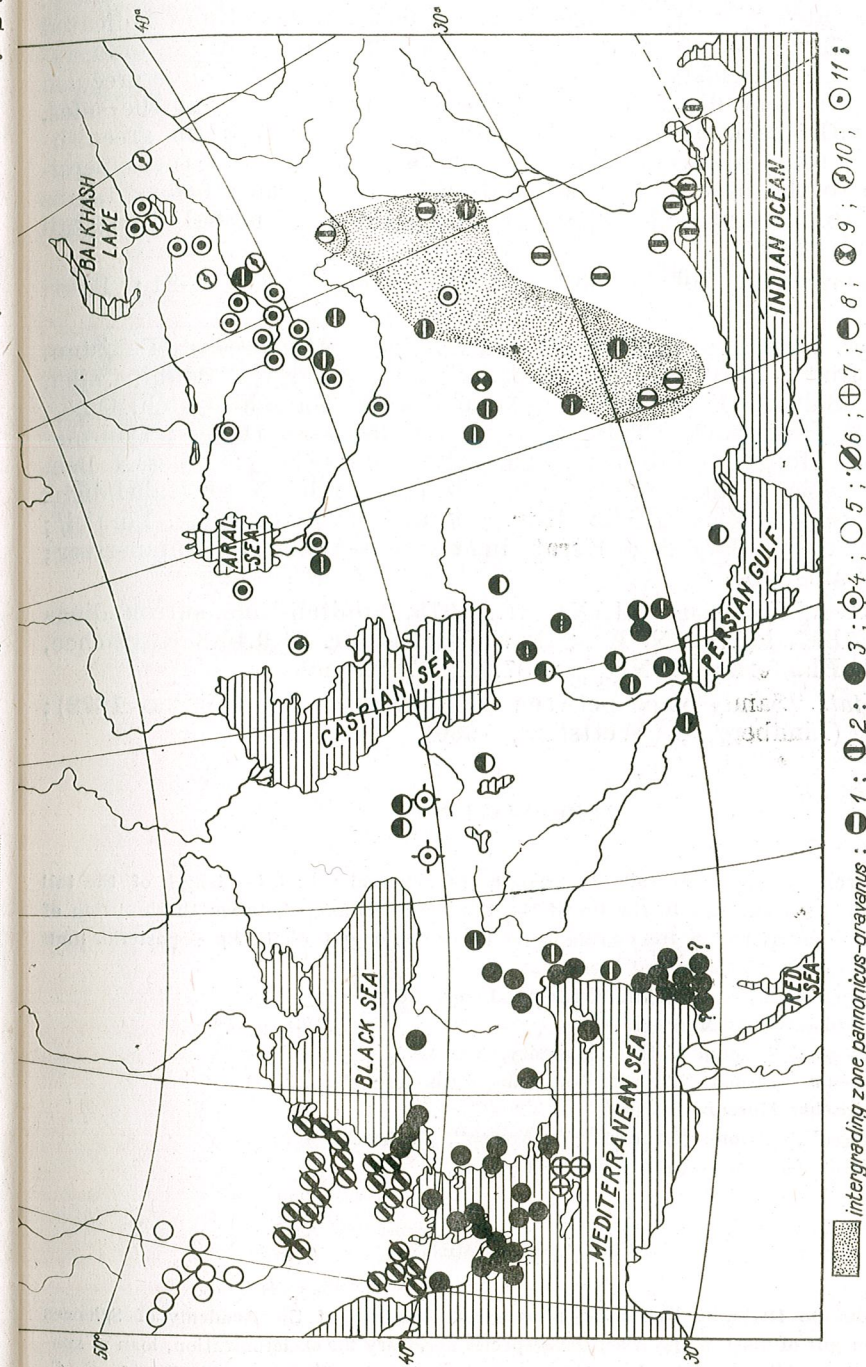 50°
40°
30°
40°
30°
BALKHASH LAKE
ARAL SEA
CASPIAN SEA
BLACK SEA
MEDITERRANEAN SEA
RED SEA
PERSIAN GULF
INDIAN OCEAN
?
?
intergrading zone pannonicus-oravanus ; 1 ; 2 ; 3 ; 4 ; 5 ; 6 ; 7 ; 8 ; 9 ; 10 ; 11 ;